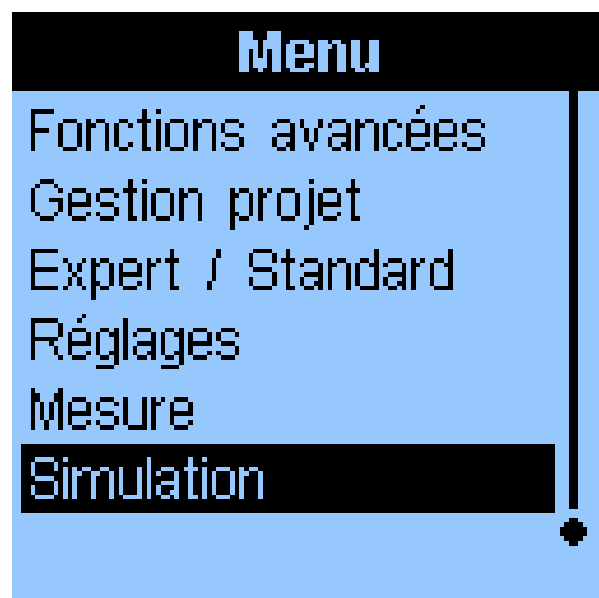 Menu
Fonctions avancées
Gestion projet
Expert / Standard
Réglages
Mesure
Simulation